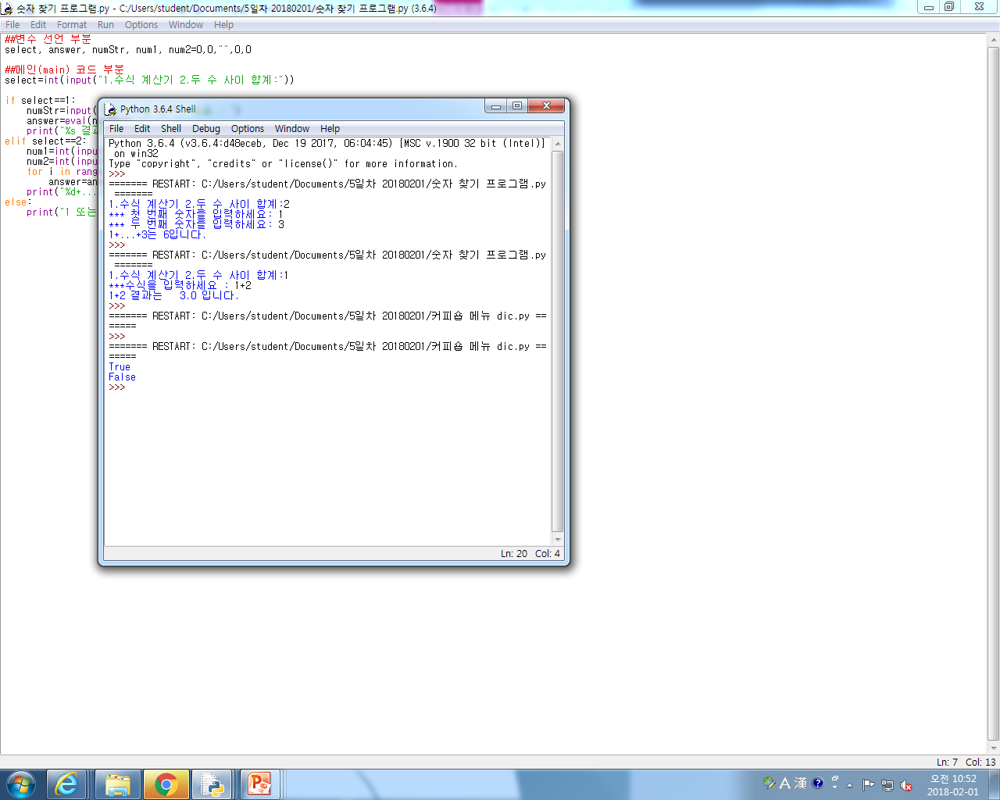 숫자 찾기 프로그램.py - C:/Users/student/Documents/5일차 20180201/숫자 찾기 프로그램.py (3.6.4)
File Edit Format Run Options Window Help
##변수 선언 부분
select, answer, numStr, num1, num2=0,0,"",0,0
##메인(main) 코드 부분
select=int(input("1.수식 계산기 2.두 수 사이 합계:"))
if select==1:
numStr=input(
answer=eval(n
print("%s 결과
elif select==2:
num1=int(inpu
num2=int(inpu
for i in rang
answer=an
print("%d+...
else:
print("1 또는
Python 3.6.4 Shell
File Edit Shell Debug Options Window Help
Python 3.6.4 (v3.6.4:d48eceb, Dec 19 2017, 06:04:45) [MSC v.1900 32 bit (Intel)]
on win32
Type "copyright", "credits" or "license()" for more information.
>>>
======= RESTART: C:/Users/student/Documents/5일차 20180201/숫자 찾기 프로그램.py
=======
1.수식 계산기 2.두 수 사이 합계:2
*** 첫 번째 숫자를 입력하세요: 1
*** 두 번째 숫자를 입력하세요: 3
1+...+3는 6입니다.
>>>
======= RESTART: C:/Users/student/Documents/5일차 20180201/숫자 찾기 프로그램.py
=======
1.수식 계산기 2.두 수 사이 합계:1
***수식을 입력하세요 : 1+2
1+2 결과는   3.0 입니다.
>>>
======= RESTART: C:/Users/student/Documents/5일차 20180201/커피숍 메뉴 dic.py ==
=====
>>>
======= RESTART: C:/Users/student/Documents/5일차 20180201/커피숍 메뉴 dic.py ==
=====
True
False
>>>
Ln: 20 Col: 4
Ln: 7 Col: 13
A 漢
오전 10:52
2018-02-01